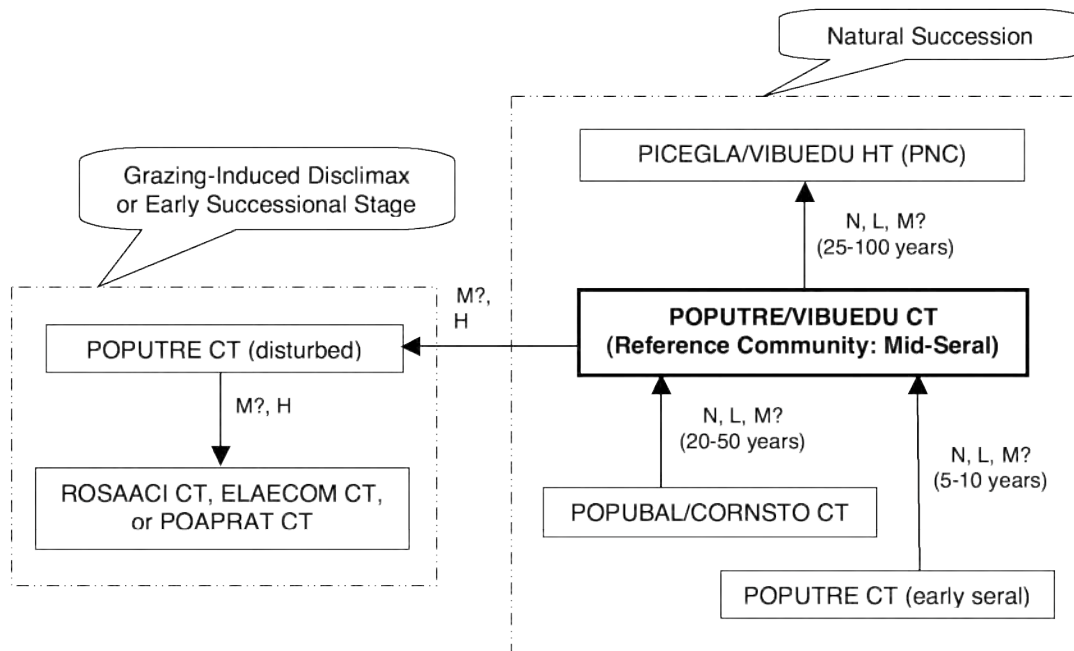 Natural Succession
PICEGLA/VIBUEDU HT (PNC)
Grazing-Induced Disclimax
or Early Successional Stage
N, L, M?
(25-100 years)
M?,
H
POPUTRE/VIBUEDU CT
(Reference Community: Mid-Seral)
POPUTRE CT (disturbed)
M?, H
N, L, M?
(20-50 years)
N, L, M?
(5-10 years)
ROSAACI CT, ELAECOM CT,
or POAPRAT CT
POPUBAL/CORNSTO CT
POPUTRE CT (early seral)